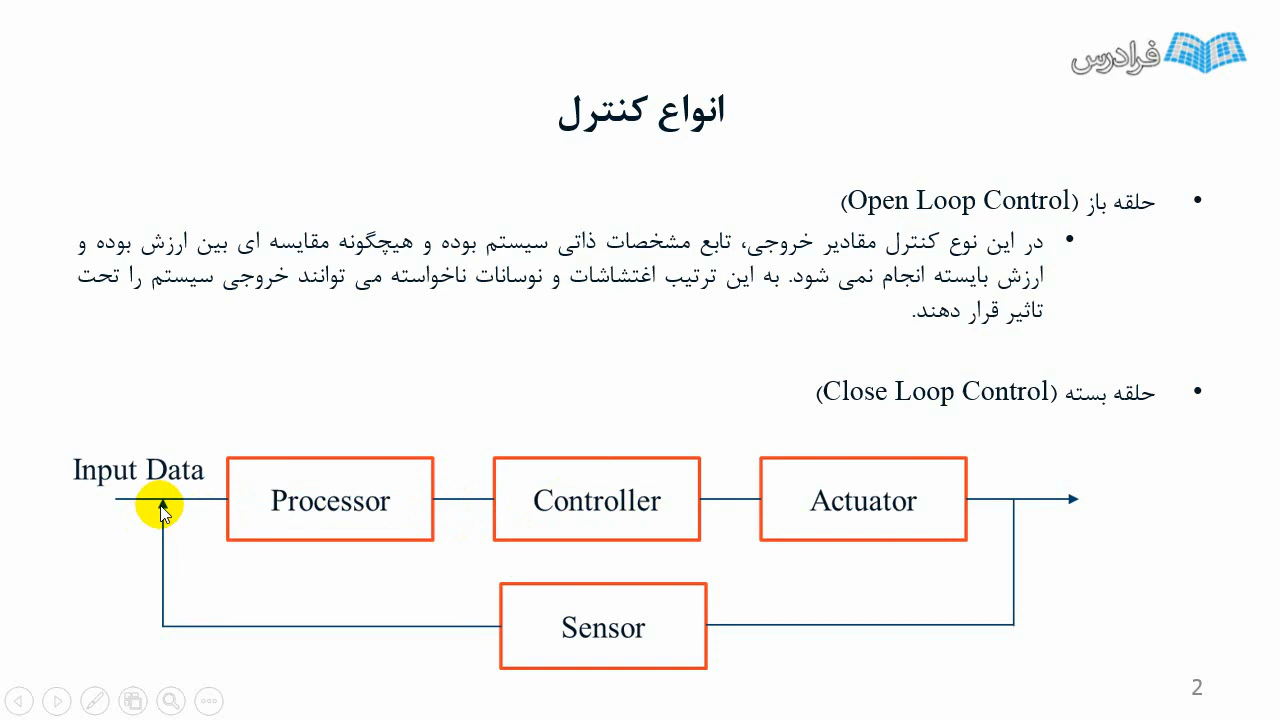 فرادرس
انواع کنترل
• حلقه باز (Open Loop Control)
• در این نوع کنترل مقادیر خروجی، تابع مشخصات ذاتی سیستم بوده و هیچگونه مقایسه ای بین ارزش بوده و
ارزش بایسته انجام نمی شود. به این ترتیب اغتشاشات و نوسانات ناخواسته می توانند خروجی سیستم را تحت
تاثیر قرار دهند.
• حلقه بسته (Close Loop Control)
Input Data
Processor
Controller
Actuator
Sensor
2